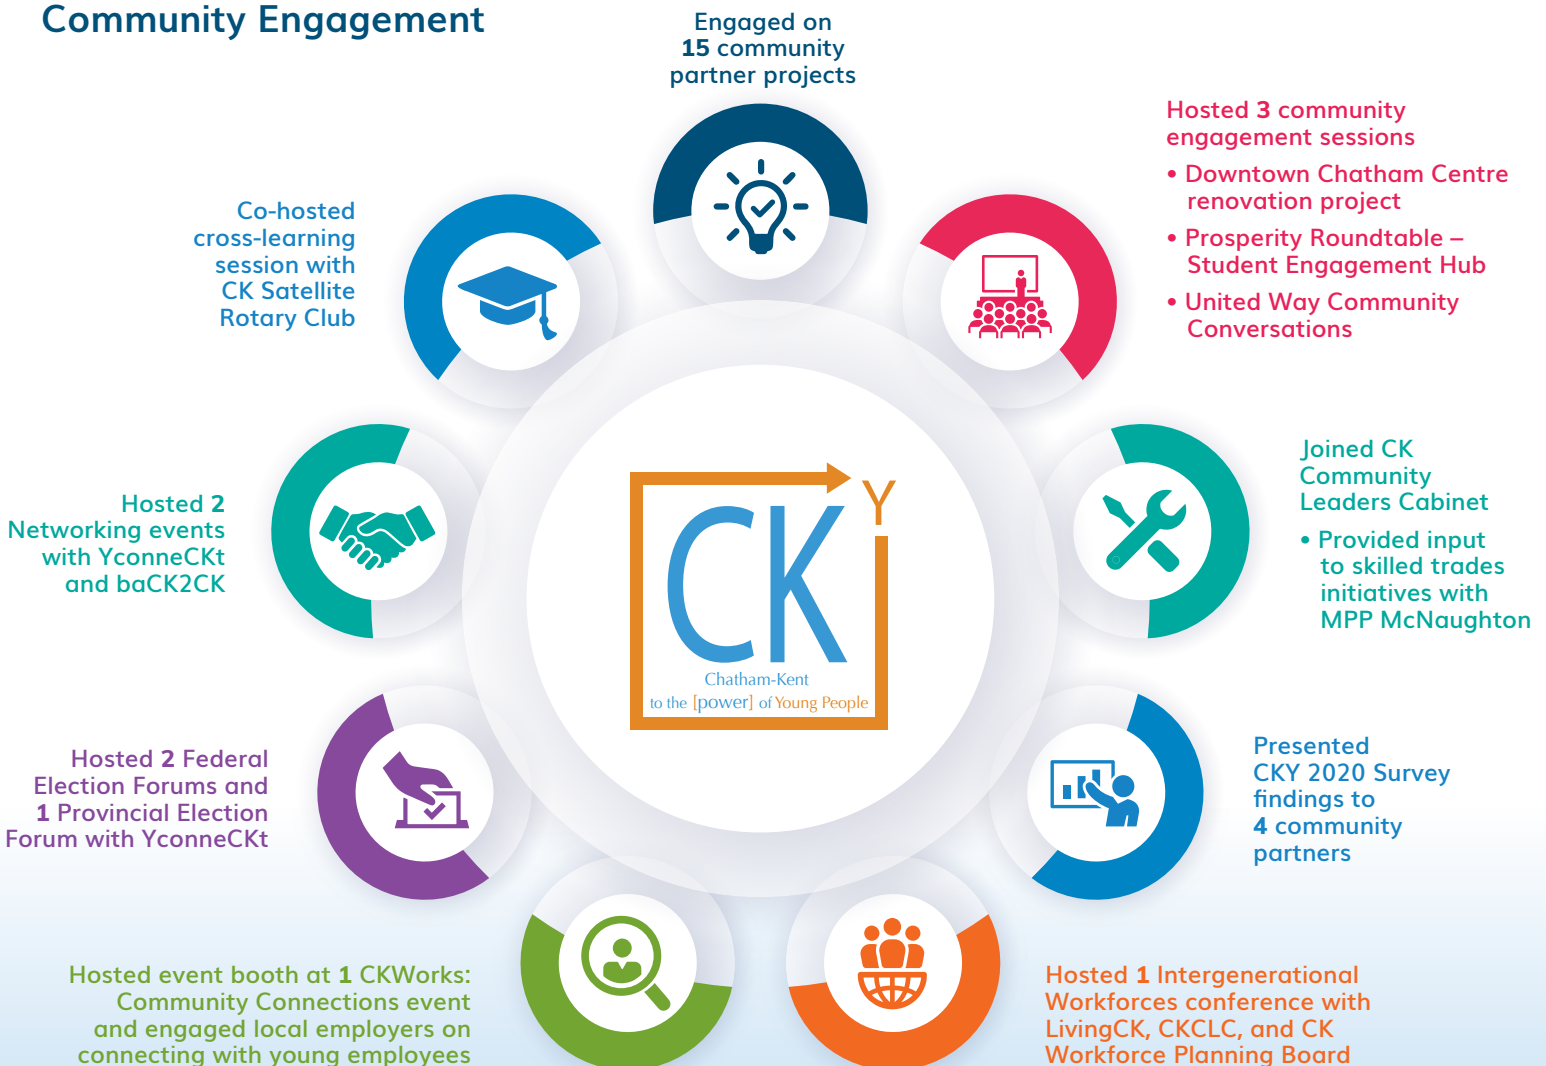 Community Engagement
Engaged on
15 community
partner projects
Hosted 3 community
engagement sessions
• Downtown Chatham Centre
renovation project
• Prosperity Roundtable –
Student Engagement Hub
• United Way Community
Conversations
Joined CK
Community
Leaders Cabinet
• Provided input
to skilled trades
initiatives with
MPP McNaughton
Presented
CKY 2020 Survey
findings to
4 community
partners
Hosted 1 Intergenerational
Workforces conference with
LivingCK, CKCLC, and CK
Workforce Planning Board
Hosted event booth at 1 CKWorks:
Community Connections event
and engaged local employers on
connecting with young employees
Hosted 2 Federal
Election Forums and
1 Provincial Election
Forum with YconneCKt
Hosted 2
Networking events
with YconneCKt
and baCK2CK
Co-hosted
cross-learning
session with
CK Satellite
Rotary Club
CKY
Chatham-Kent
to the [power] of Young People